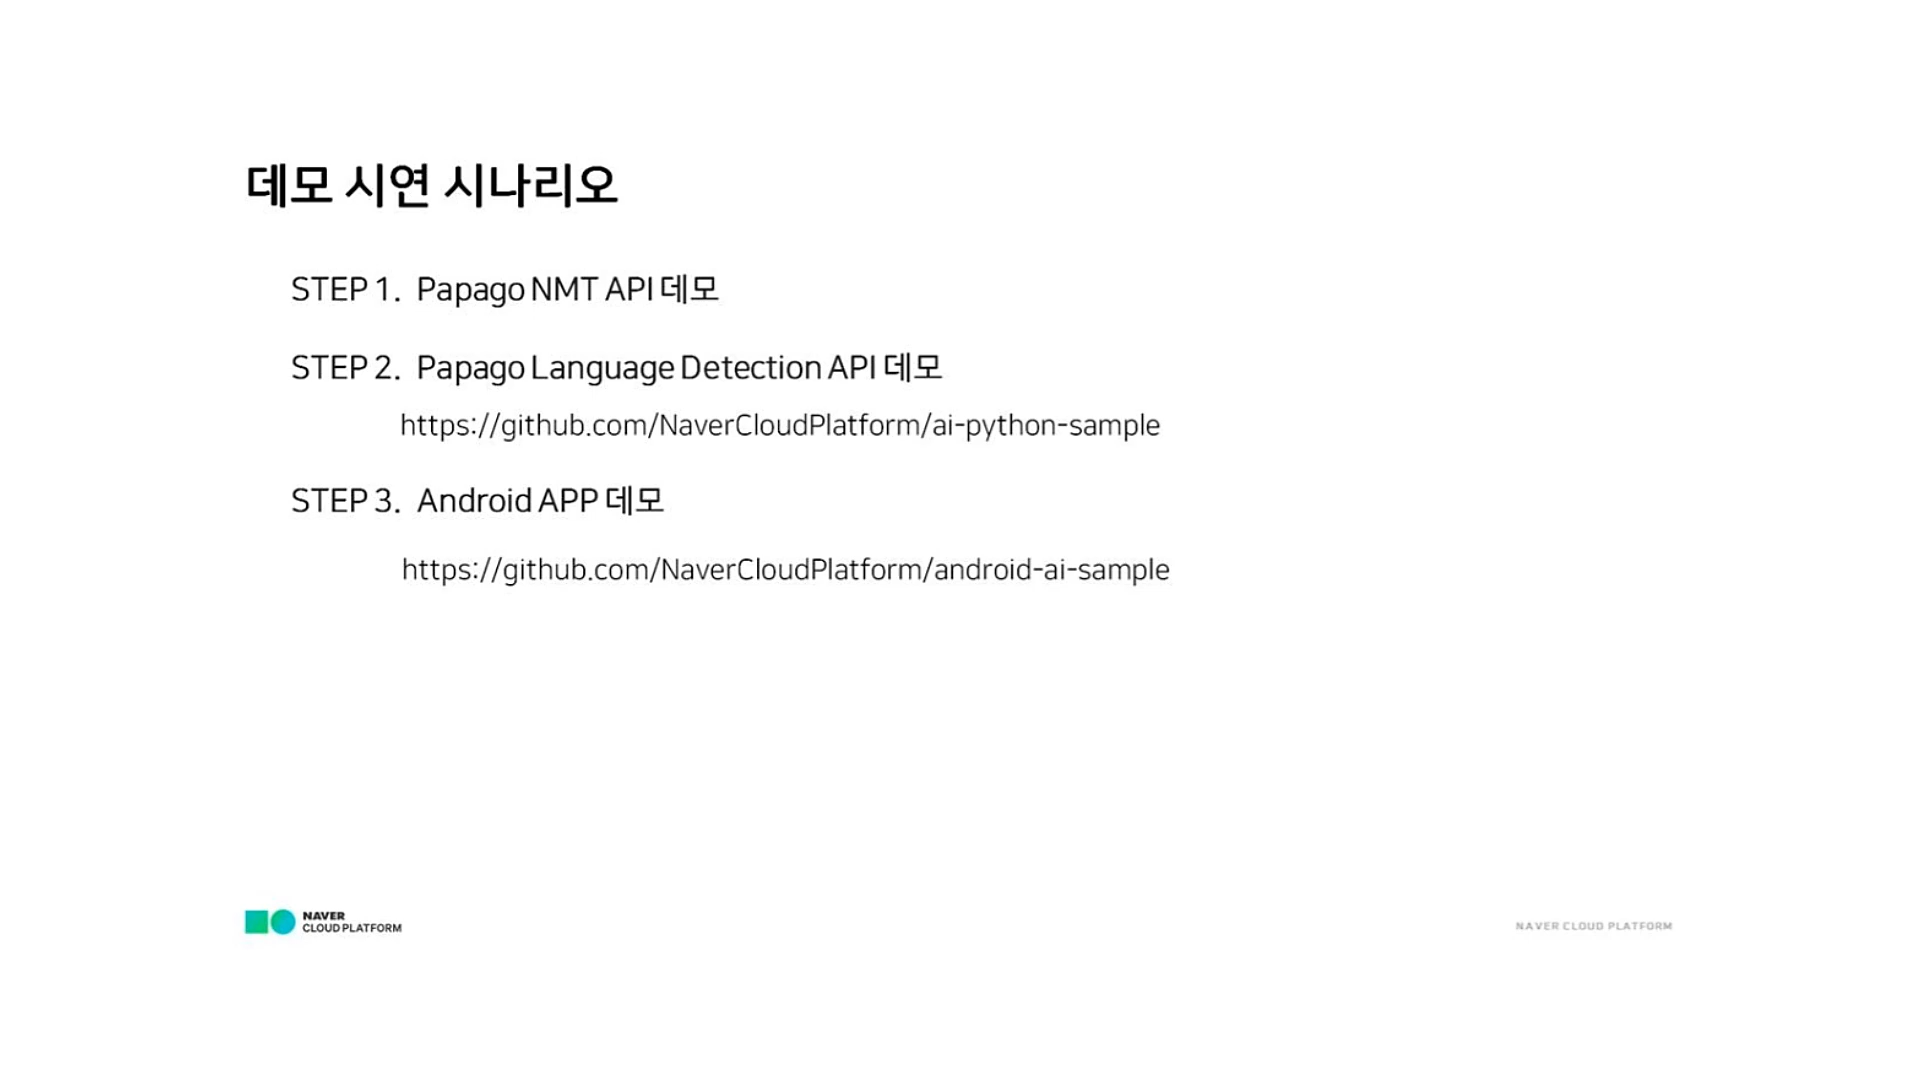 데모 시연 시나리오
STEP 1. Papago NMT API 데모
STEP 2. Papago Language Detection API 데모
https://github.com/NaverCloudPlatform/ai-python-sample
STEP 3. Android APP 데모
https://github.com/NaverCloudPlatform/android-ai-sample
NAVER
CLOUD PLATFORM
NAVER CLOUD PLATFORM